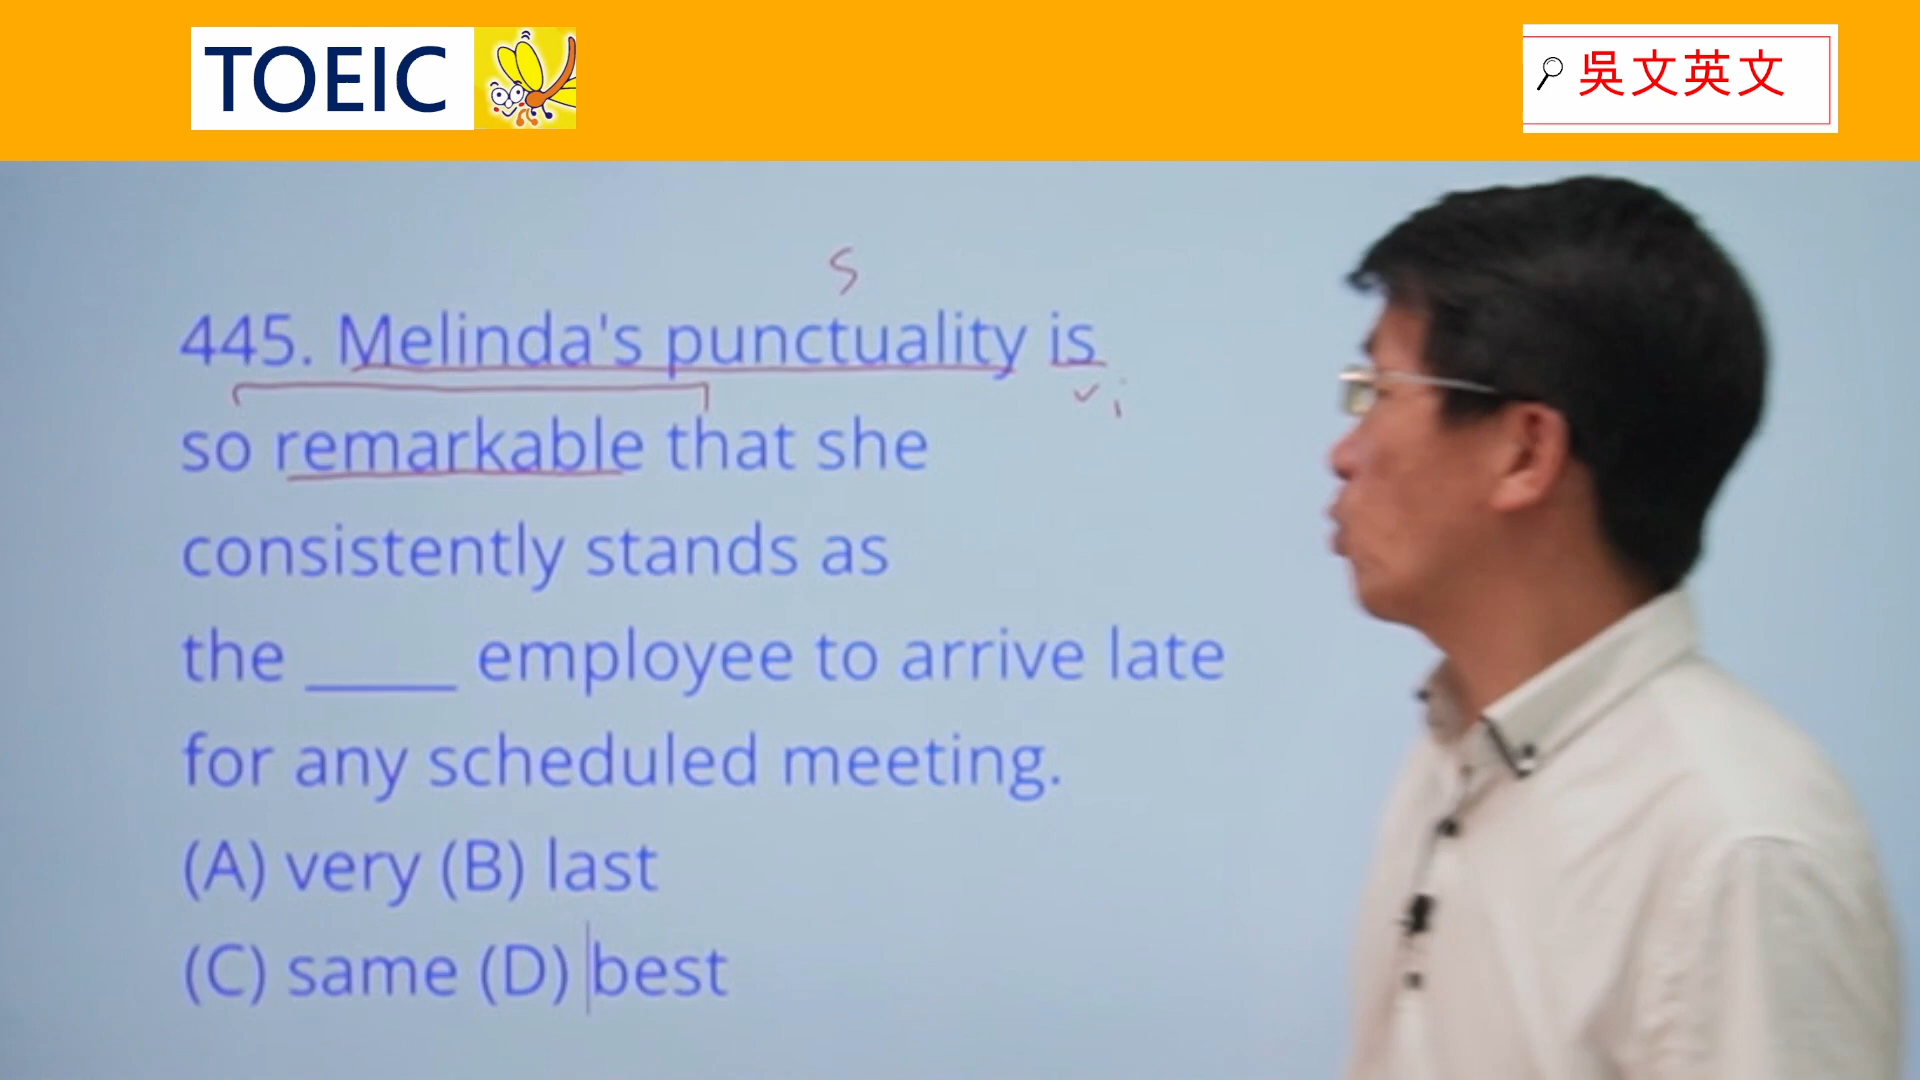 TOEIC
吳文英文
S
445. Melinda's punctuality is
vi
so remarkable that she
consistently stands as
the _____ employee to arrive late
for any scheduled meeting.
(A) very (B) last
(C) same (D) best